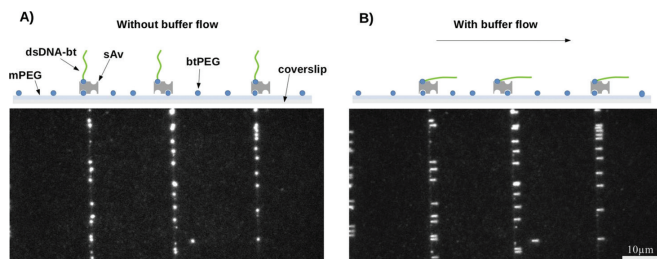 A)
Without buffer flow
dsDNA-bt
sAv
btPEG
mPEG
coverslip
B)
With buffer flow
10μm